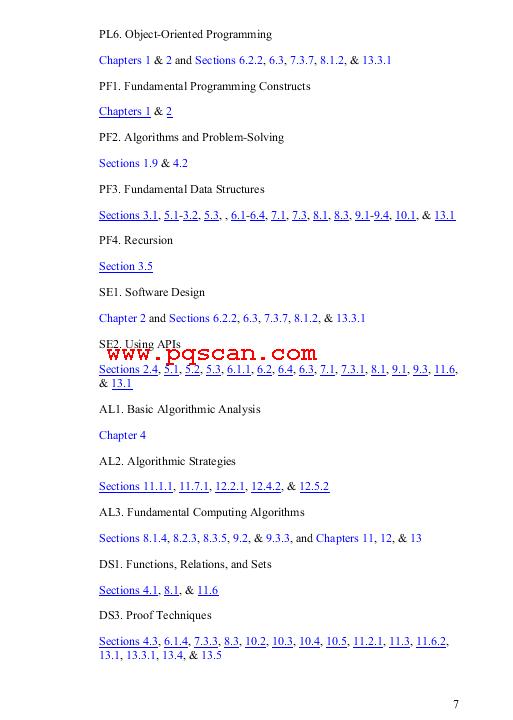 PL6. Object-Oriented Programming
Chapters 1 & 2 and Sections 6.2.2, 6.3, 7.3.7, 8.1.2, & 13.3.1
PF1. Fundamental Programming Constructs
Chapters 1 & 2
PF2. Algorithms and Problem-Solving
Sections 1.9 & 4.2
PF3. Fundamental Data Structures
Sections 3.1, 5.1-3.2, 5.3, , 6.1-6.4, 7.1, 7.3, 8.1, 8.3, 9.1-9.4, 10.1, & 13.1
PF4. Recursion
Section 3.5
SE1. Software Design
Chapter 2 and Sections 6.2.2, 6.3, 7.3.7, 8.1.2, & 13.3.1
SE2. Using APIs
www.pqscan.com
Sections 2.4, 5.1, 5.2, 5.3, 6.1.1, 6.2, 6.4, 6.3, 7.1, 7.3.1, 8.1, 9.1, 9.3, 11.6,
& 13.1
AL1. Basic Algorithmic Analysis
Chapter 4
AL2. Algorithmic Strategies
Sections 11.1.1, 11.7.1, 12.2.1, 12.4.2, & 12.5.2
AL3. Fundamental Computing Algorithms
Sections 8.1.4, 8.2.3, 8.3.5, 9.2, & 9.3.3, and Chapters 11, 12, & 13
DS1. Functions, Relations, and Sets
Sections 4.1, 8.1, & 11.6
DS3. Proof Techniques
Sections 4.3, 6.1.4, 7.3.3, 8.3, 10.2, 10.3, 10.4, 10.5, 11.2.1, 11.3, 11.6.2,
13.1, 13.3.1, 13.4, & 13.5
7